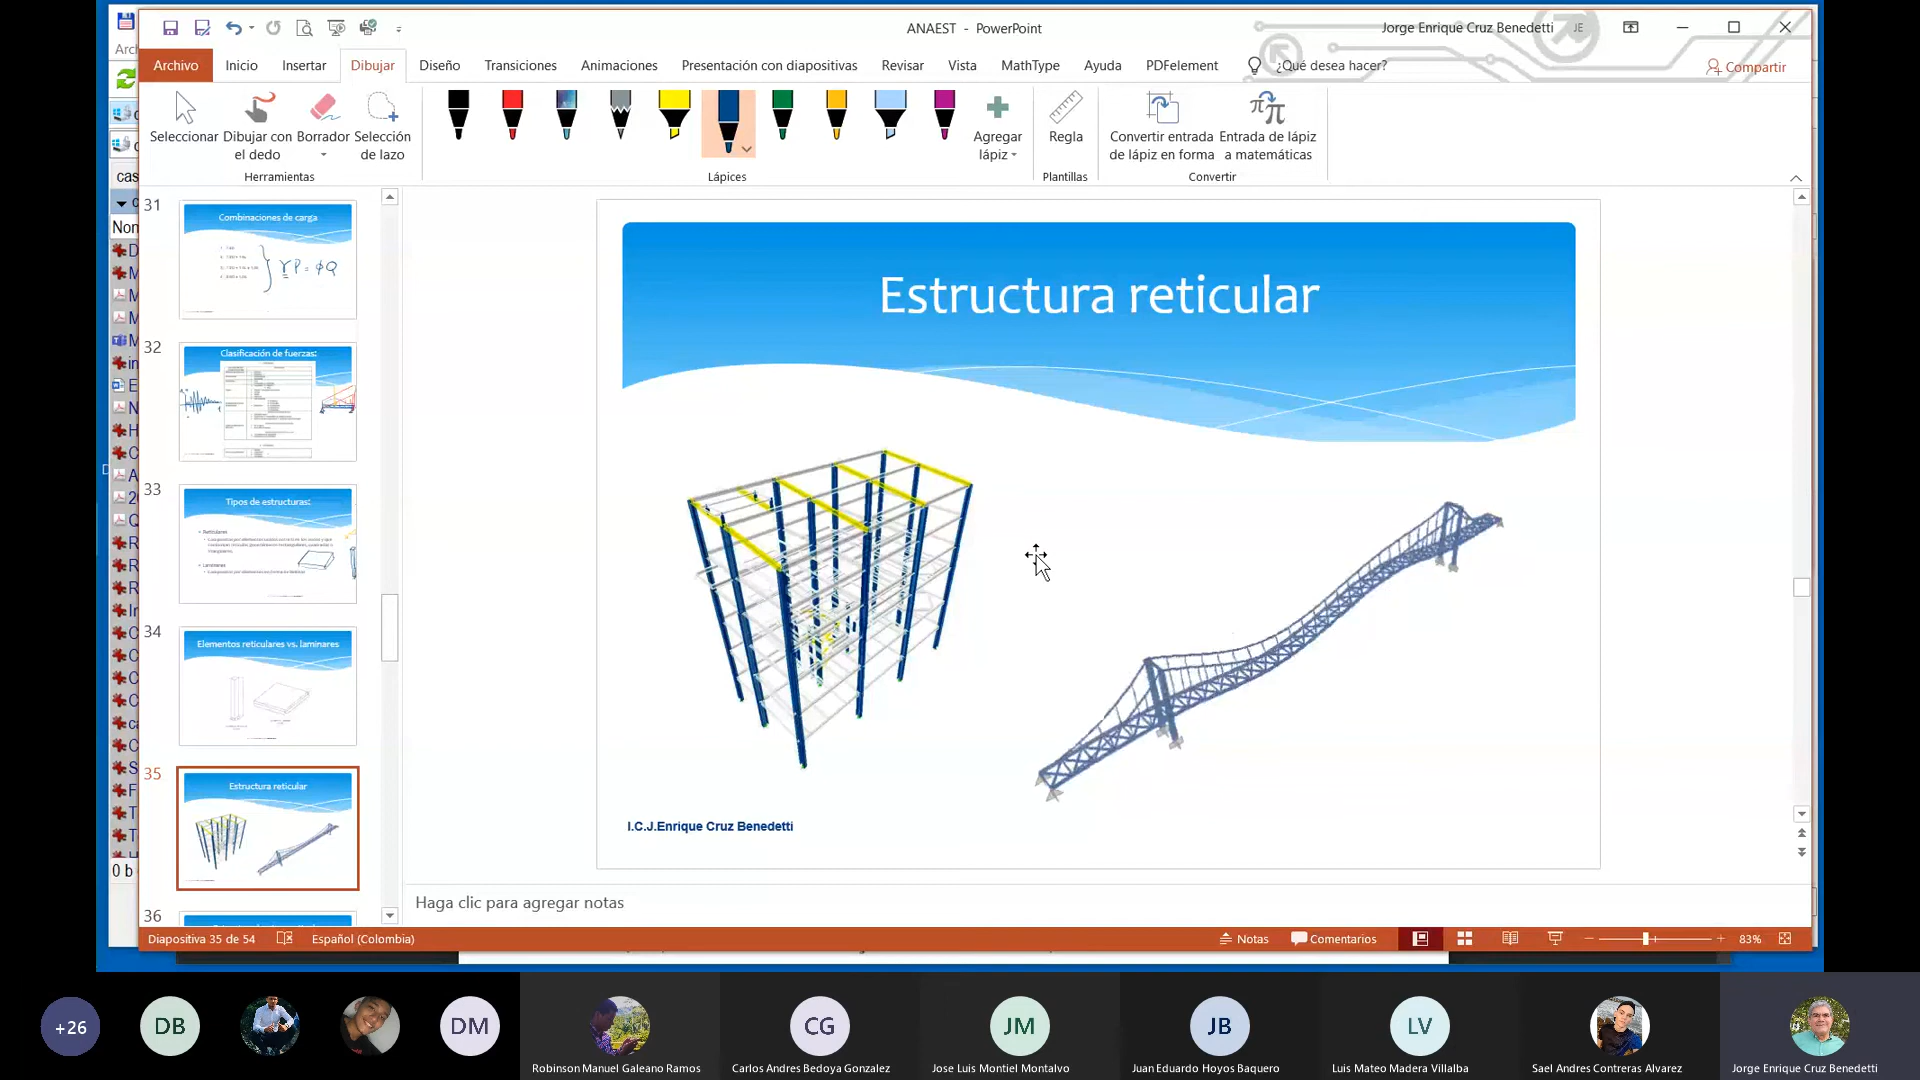 ANAEST - PowerPoint
Jorge Enrique Cruz Benedetti
JE
Archivo
Inicio
Insertar
Dibujar
Diseño
Transiciones
Animaciones
Presentación con diapositivas
Revisar
Vista
MathType
Ayuda
PDFelement
¿Qué desea hacer?
Compartir
Seleccionar
Dibujar con el dedo
Borrador
Selección de lazo
Herramientas
Lápices
Agregar lápiz
Regla
Plantillas
Convertir entrada de lápiz en forma
Entrada de lápiz a matemáticas
Convertir
31
Combinaciones de carga
32
Clasificación de fuerzas:
33
Tipos de estructuras:
Reticulares
Laminares
34
Elementos reticulares vs. laminares
35
Estructura reticular
36
Estructura reticular
I.C.J.Enrique Cruz Benedetti
Haga clic para agregar notas
Diapositiva 35 de 54
Español (Colombia)
Notas
Comentarios
83%
+26
DB
DM
Robinson Manuel Galeano Ramos
CG
Carlos Andres Bedoya Gonzalez
JM
Jose Luis Montiel Montalvo
JB
Juan Eduardo Hoyos Baquero
LV
Luis Mateo Madera Villalba
Sael Andres Contreras Alvarez
Jorge Enrique Cruz Benedetti